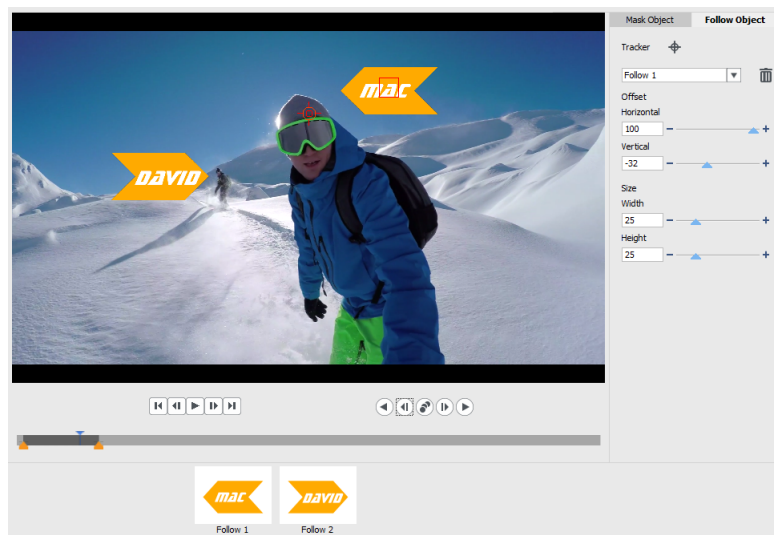 Mask Object
Follow Object
Tracker
Follow 1
Offset
Horizontal
100
Vertical
-32
Size
Width
25
Height
25
MAC
DAVID
MAC
DAVID
Follow 1
Follow 2